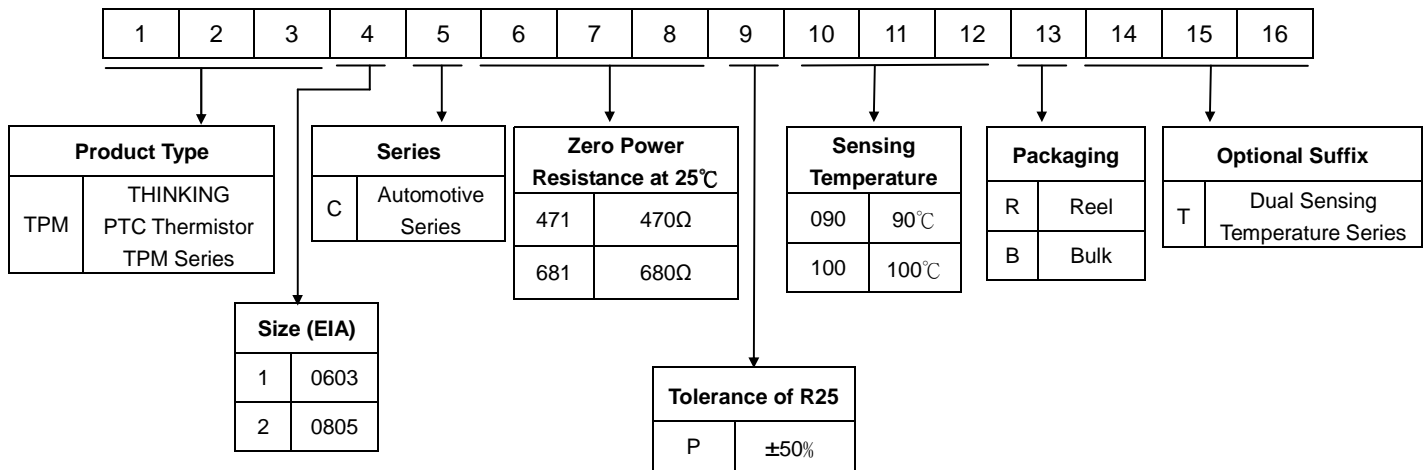 1 2 3 4 5 6 7 8 9 10 11 12 13 14 15 16
Product Type
TPM THINKING
PTC Thermistor
TPM Series
Size (EIA)
1 0603
2 0805
Series
C Automotive
Series
Zero Power
Resistance at 25℃
471 470Ω
681 680Ω
Tolerance of R25
P ±50%
Sensing
Temperature
090 90℃
100 100℃
Packaging
R Reel
B Bulk
Optional Suffix
T Dual Sensing
Temperature Series